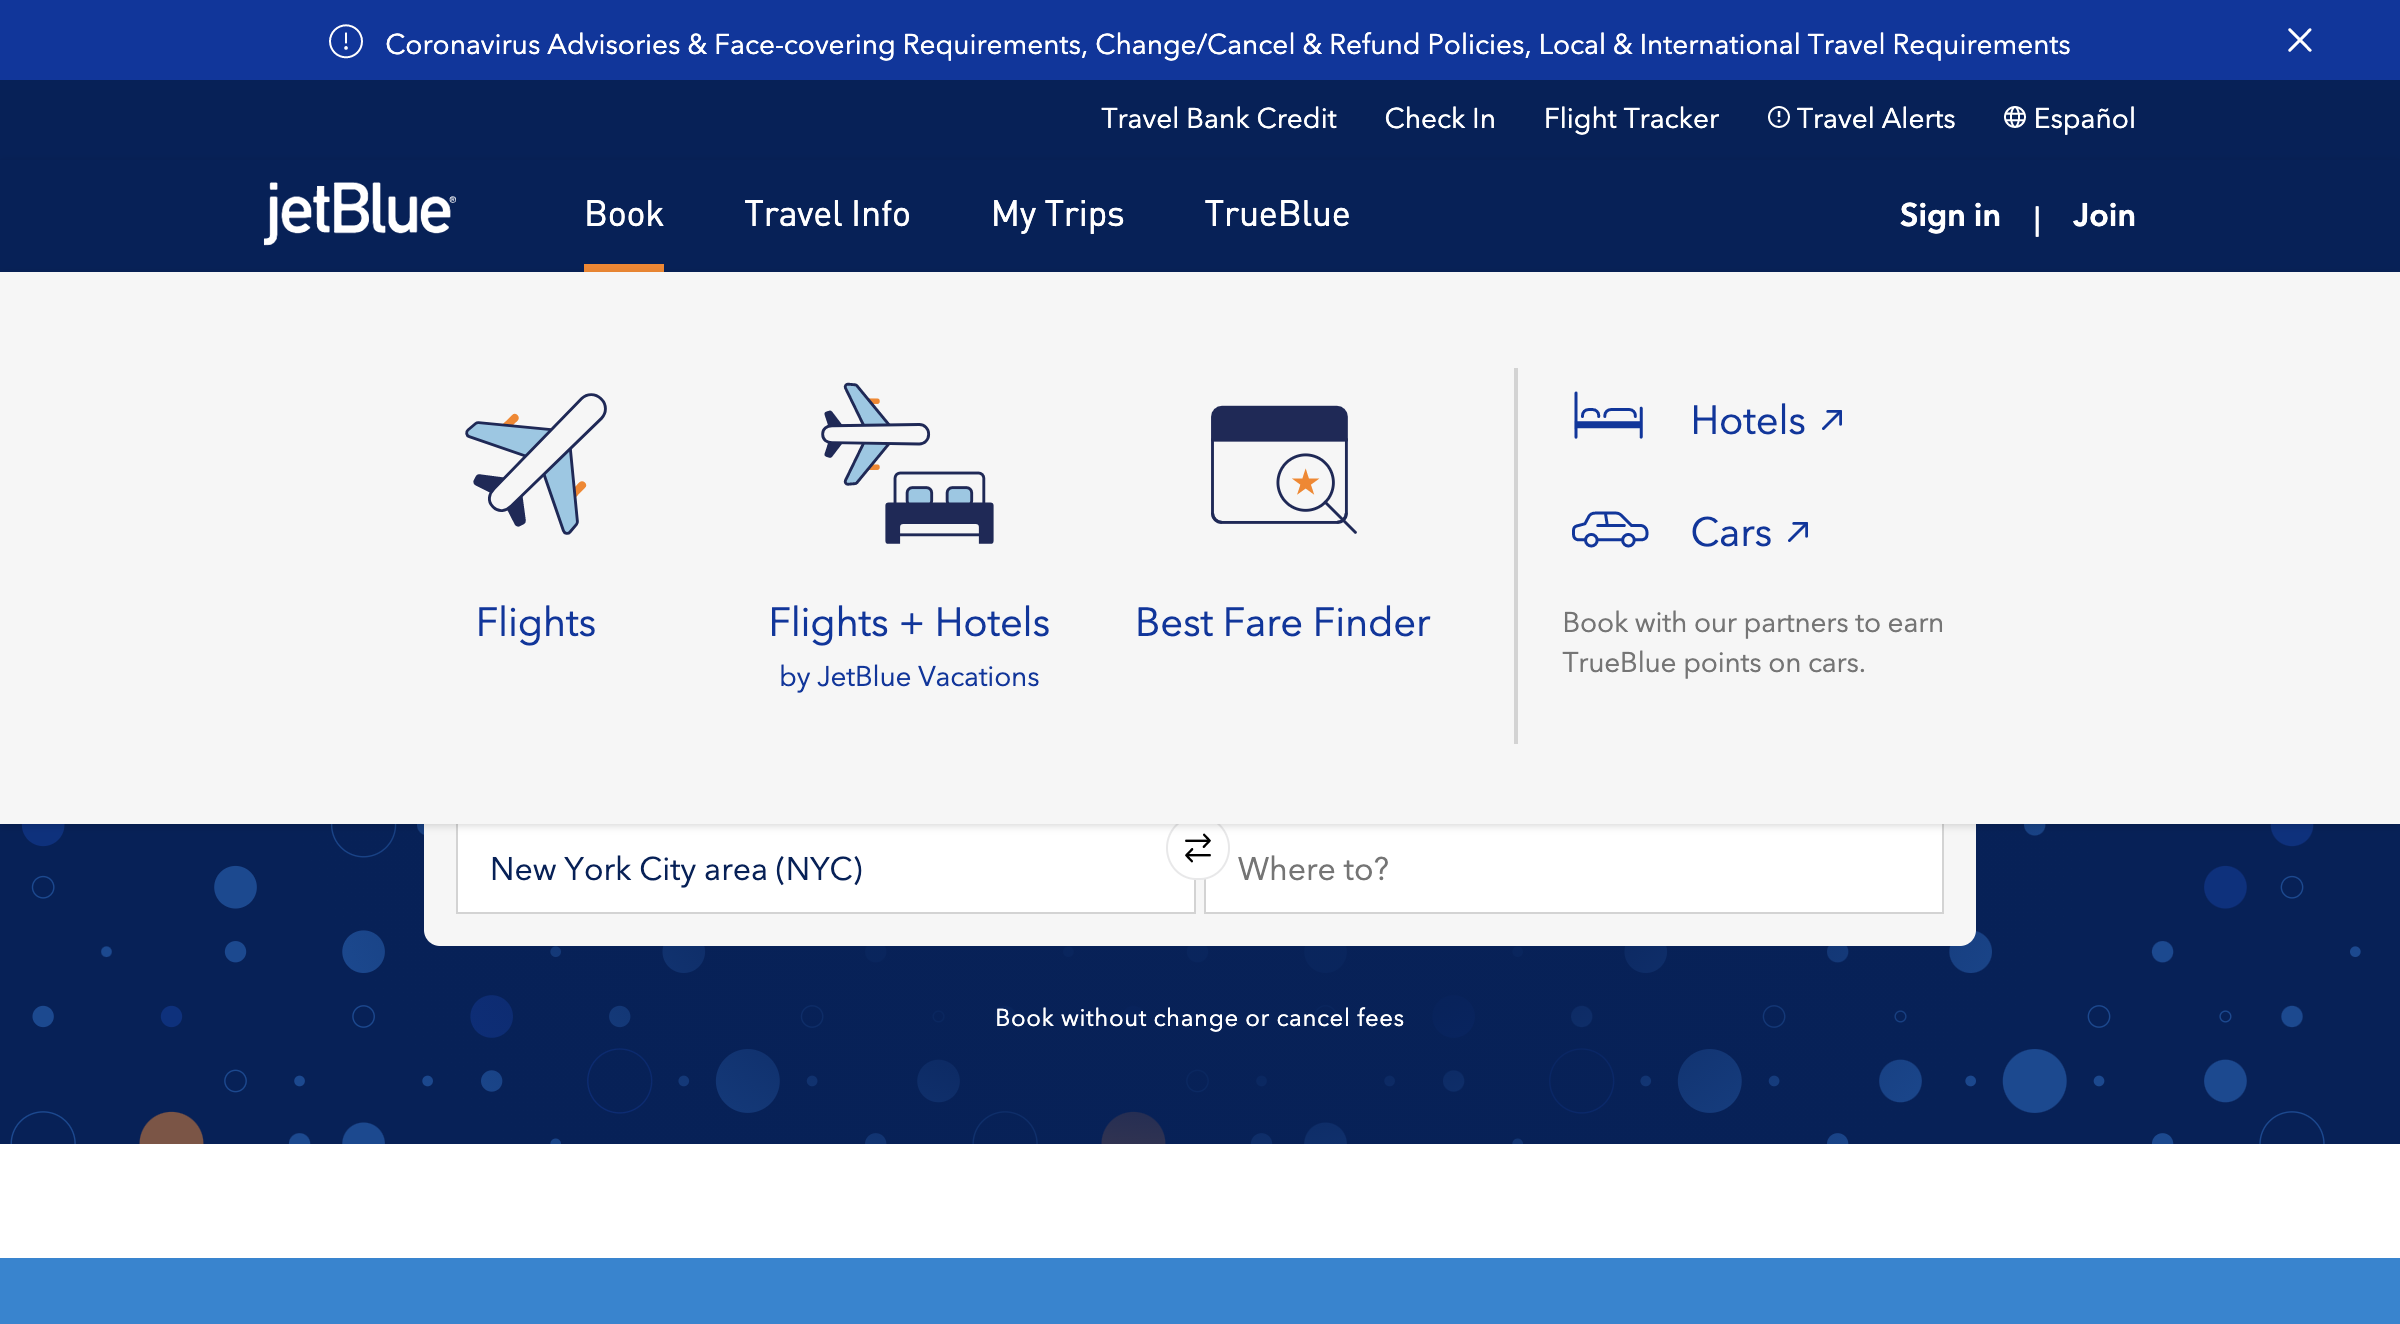 Coronavirus Advisories & Face-covering Requirements, Change/Cancel & Refund Policies, Local & International Travel Requirements
Travel Bank Credit Check In Flight Tracker Travel Alerts Español
jetBlue® Book Travel Info My Trips TrueBlue Sign in | Join
Hotels
Cars
Flights
Flights + Hotels
by JetBlue Vacations
Best Fare Finder
Book with our partners to earn
TrueBlue points on cars.
New York City area (NYC) Where to?
Book without change or cancel fees